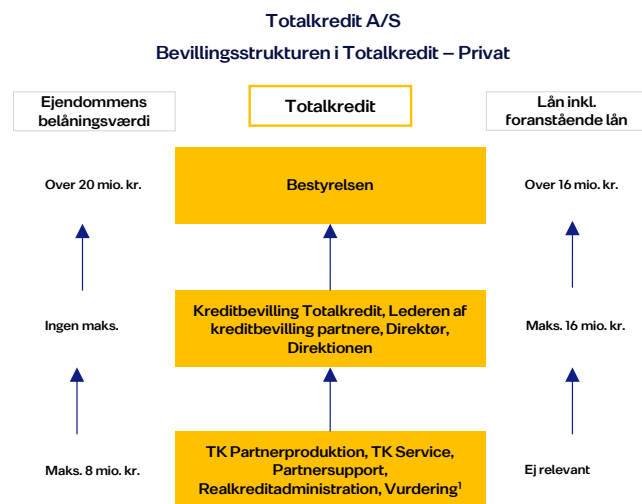 Totalkredit A/S
Bevillingsstrukturen i Totalkredit – Privat
Ejendommens
belåningsværdi
Totalkredit
Lån inkl.
foranstående lån
Over 20 mio. kr.
Bestyrelsen
Over 16 mio. kr.
Ingen maks.
Kreditbevilling Totalkredit, Lederen af
kreditbevilling partnere, Direktør,
Direktionen
Maks. 16 mio. kr.
Maks. 8 mio. kr.
TK Partnerproduktion, TK Service,
Partnersupport,
Realkreditadministration, Vurdering¹
Ej relevant